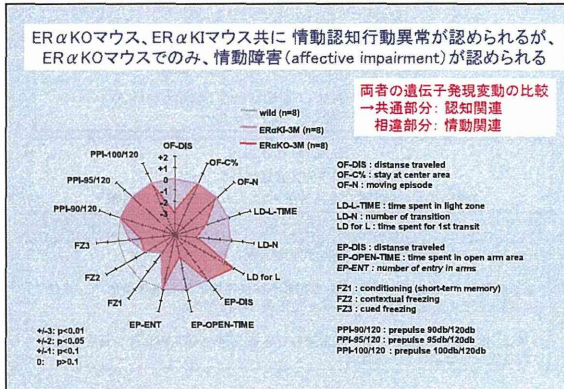 ERαKOマウス、ERαKIマウス共に 情動認知行動異常が認められるが、
ERαKOマウスでのみ、情動障害(affective impairment)が認められる
両者の遺伝子発現変動の比較
→共通部分: 認知関連
相違部分: 情動関連
wild (n=8)
ERαKI-3M (n=8)
ERαKO-3M (n=8)
OF-DIS
OF-C%
OF-N
LD-L-TIME
LD-N
LD for L
EP-DIS
EP-OPEN-TIME
EP-ENT
FZ1
FZ2
FZ3
PPI-90/120
PPI-95/120
PPI-100/120
+2
+1
0
-1
-2
-3
OF-DIS : distanse traveled
OF-C% : stay at center area
OF-N : moving episode
LD-L-TIME : time spent in light zone
LD-N : number of transition
LD for L : time spent for 1st transit
EP-DIS : distanse traveled
EP-OPEN-TIME : time spent in open arm area
EP-ENT : number of entry in arms
FZ1 : conditioning (short-term memory)
FZ2 : contextual freezing
FZ3 : cued freezing
PPI-90/120 : prepulse 90db/120db
PPI-95/120 : prepulse 95db/120db
PPI-100/120 : prepulse 100db/120db
+/-3: p<0.01
+/-2: p<0.05
+/-1: p<0.1
0: p>0.1